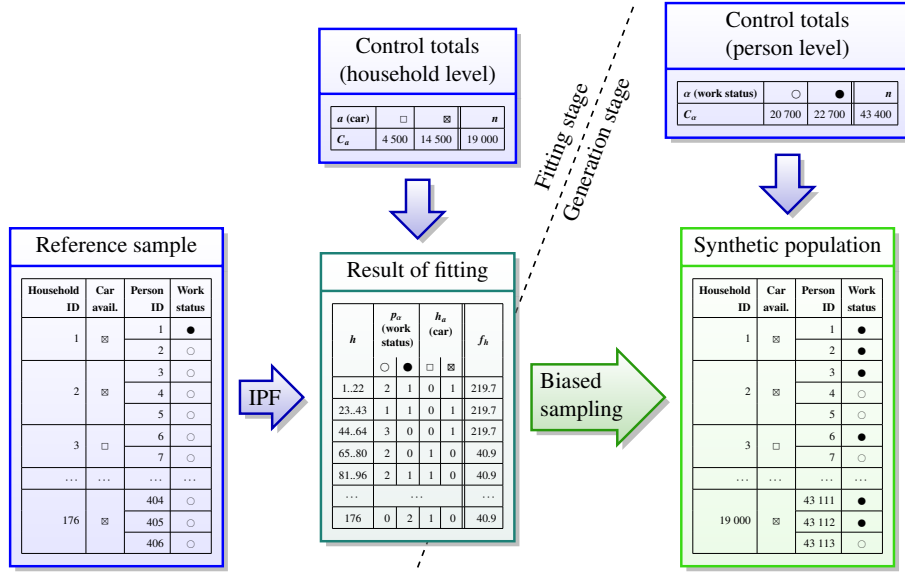 Control totals
(household level)
a (car) □ ⊠ n
C_a 4 500 14 500 19 000
Fitting stage
Generation stage
Control totals
(person level)
α (work status) ○ ● n
C_α 20 700 22 700 43 400
Reference sample
Household Car Person Work
ID avail. ID status
1 ⊠ 1 ●
2 ○
2 ⊠ 3 ○
4 ○
5 ○
3 □ 6 ○
7 ○
... ... ... ...
176 ⊠ 404 ○
405 ○
406 ○
IPF
Result of fitting
h p_α h_a f_h
(work (car)
status)
○ ● □ ⊠
1..22 2 1 0 1 219.7
23..43 1 1 0 1 219.7
44..64 3 0 0 1 219.7
65..80 2 0 1 0 40.9
81..96 2 1 1 0 40.9
... ... ...
176 0 2 1 0 40.9
Biased
sampling
Synthetic population
Household Car Person Work
ID avail. ID status
1 ⊠ 1 ●
2 ●
2 ⊠ 3 ●
4 ○
5 ○
3 □ 6 ●
7 ○
... ... ... ...
19 000 ⊠ 43 111 ●
43 112 ●
43 113 ○